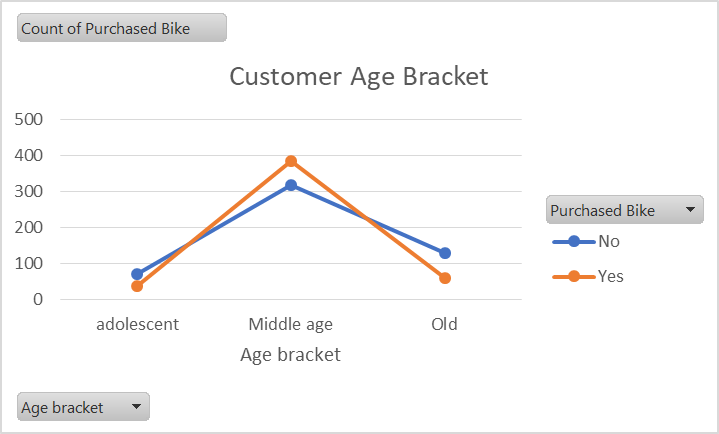 Count of Purchased Bike
Customer Age Bracket
500
400
300
200
100
0
adolescent
Middle age
Old
Age bracket
Purchased Bike
No
Yes
Age bracket